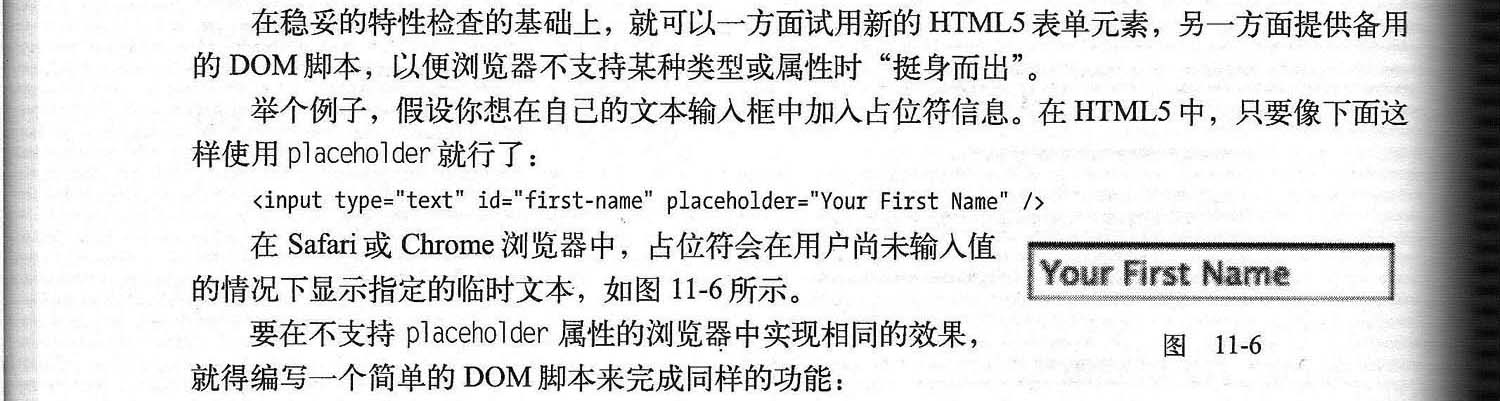 在稳妥的特性检查的基础上，就可以一方面试用新的 HTML5 表单元素，另一方面提供备用
的 DOM 脚本，以便浏览器不支持某种类型或属性时“挺身而出”。
举个例子，假设你想在自己的文本输入框中加入占位符信息。在 HTML5 中，只要像下面这
样使用 placeholder 就行了：
<input type="text" id="first-name" placeholder="Your First Name" />
在 Safari 或 Chrome 浏览器中，占位符会在用户尚未输入值
的情况下显示指定的临时文本，如图 11-6 所示。
Your First Name
图 11-6
要在不支持 placeholder 属性的浏览器中实现相同的效果，
就得编写一个简单的 DOM 脚本来完成同样的功能：